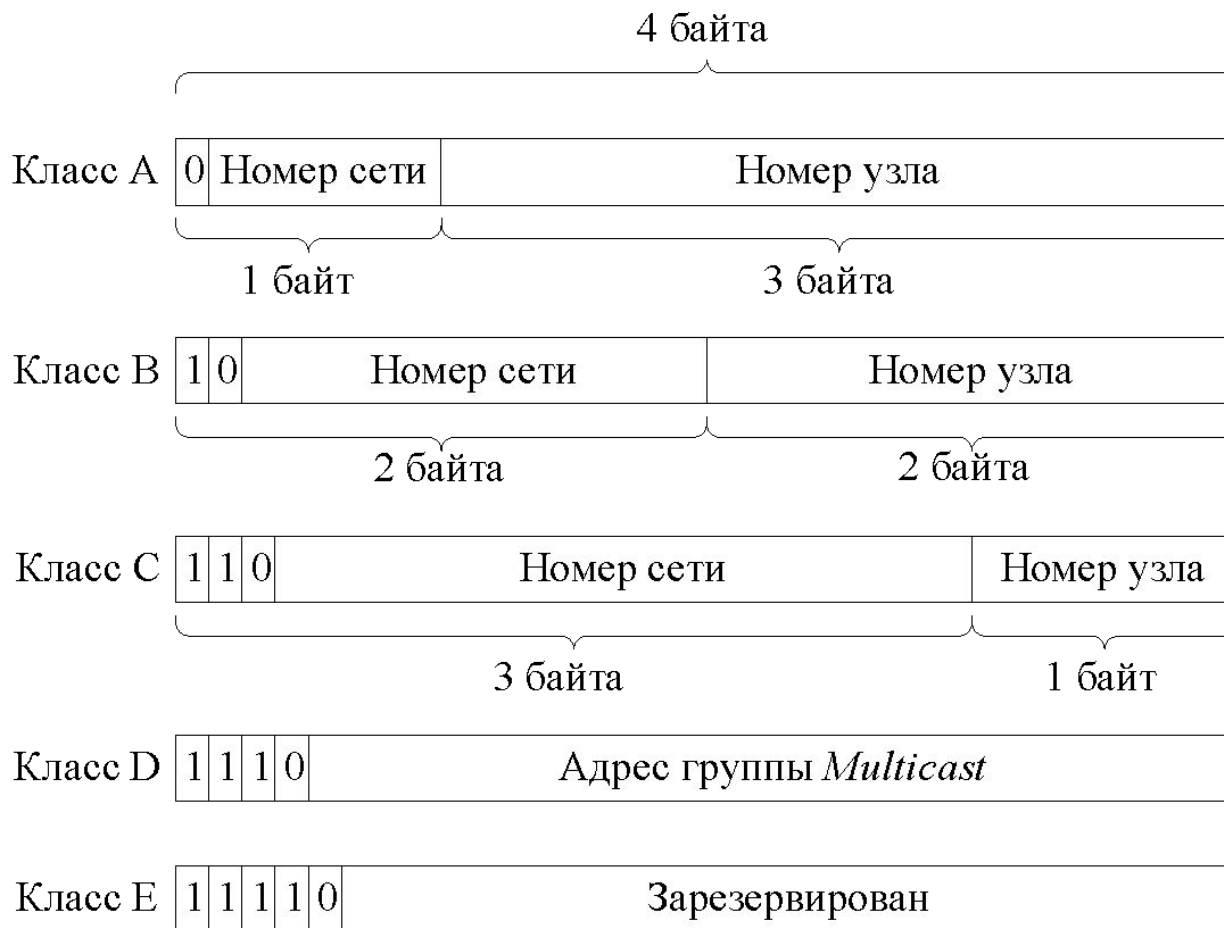 4 байта
Класс A 0 Номер сети Номер узла
1 байт 3 байта
Класс B 1 0 Номер сети Номер узла
2 байта 2 байта
Класс C 1 1 0 Номер сети Номер узла
3 байта 1 байт
Класс D 1 1 1 0 Адрес группы Multicast
Класс E 1 1 1 1 0 Зарезервирован